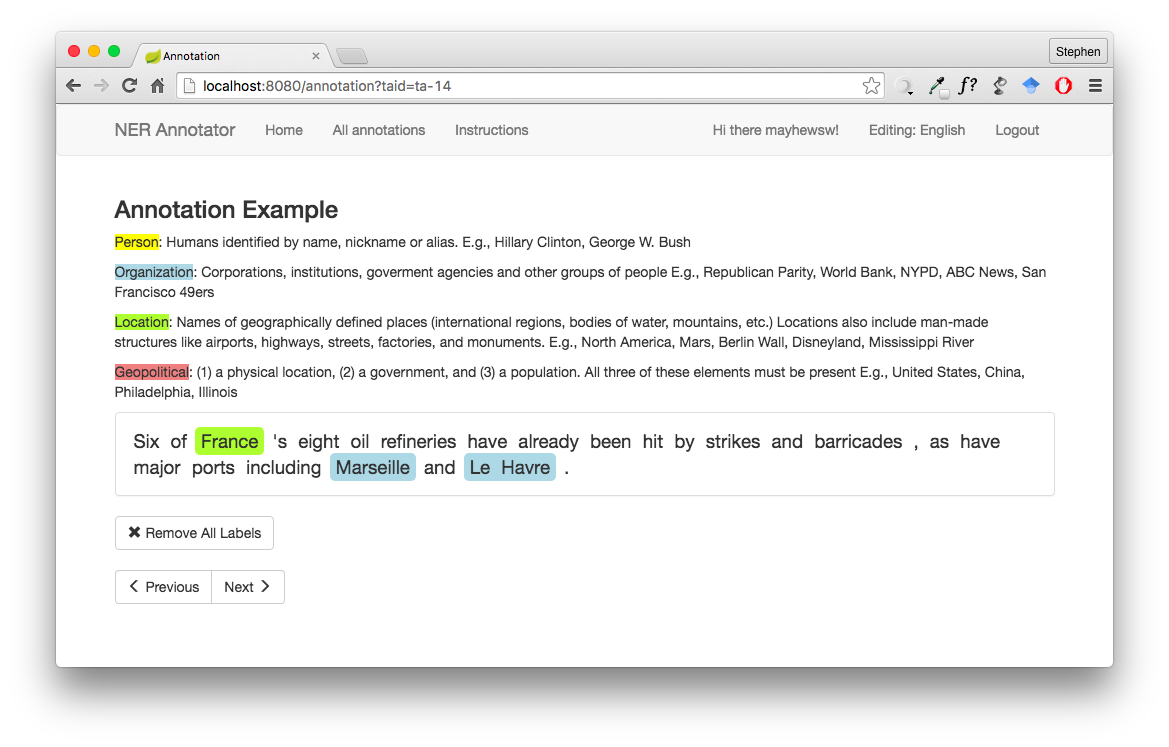 Annotation
Stephen
localhost:8080/annotation?taid=ta-14
f?
NER Annotator Home All annotations Instructions Hi there mayhewsw! Editing: English Logout
Annotation Example
Person: Humans identified by name, nickname or alias. E.g., Hillary Clinton, George W. Bush
Organization: Corporations, institutions, goverment agencies and other groups of people E.g., Republican Parity, World Bank, NYPD, ABC News, San
Francisco 49ers
Location: Names of geographically defined places (international regions, bodies of water, mountains, etc.) Locations also include man-made
structures like airports, highways, streets, factories, and monuments. E.g., North America, Mars, Berlin Wall, Disneyland, Mississippi River
Geopolitical: (1) a physical location, (2) a government, and (3) a population. All three of these elements must be present E.g., United States, China,
Philadelphia, Illinois
Six of France 's eight oil refineries have already been hit by strikes and barricades , as have
major ports including Marseille and Le Havre .
Remove All Labels
Previous Next